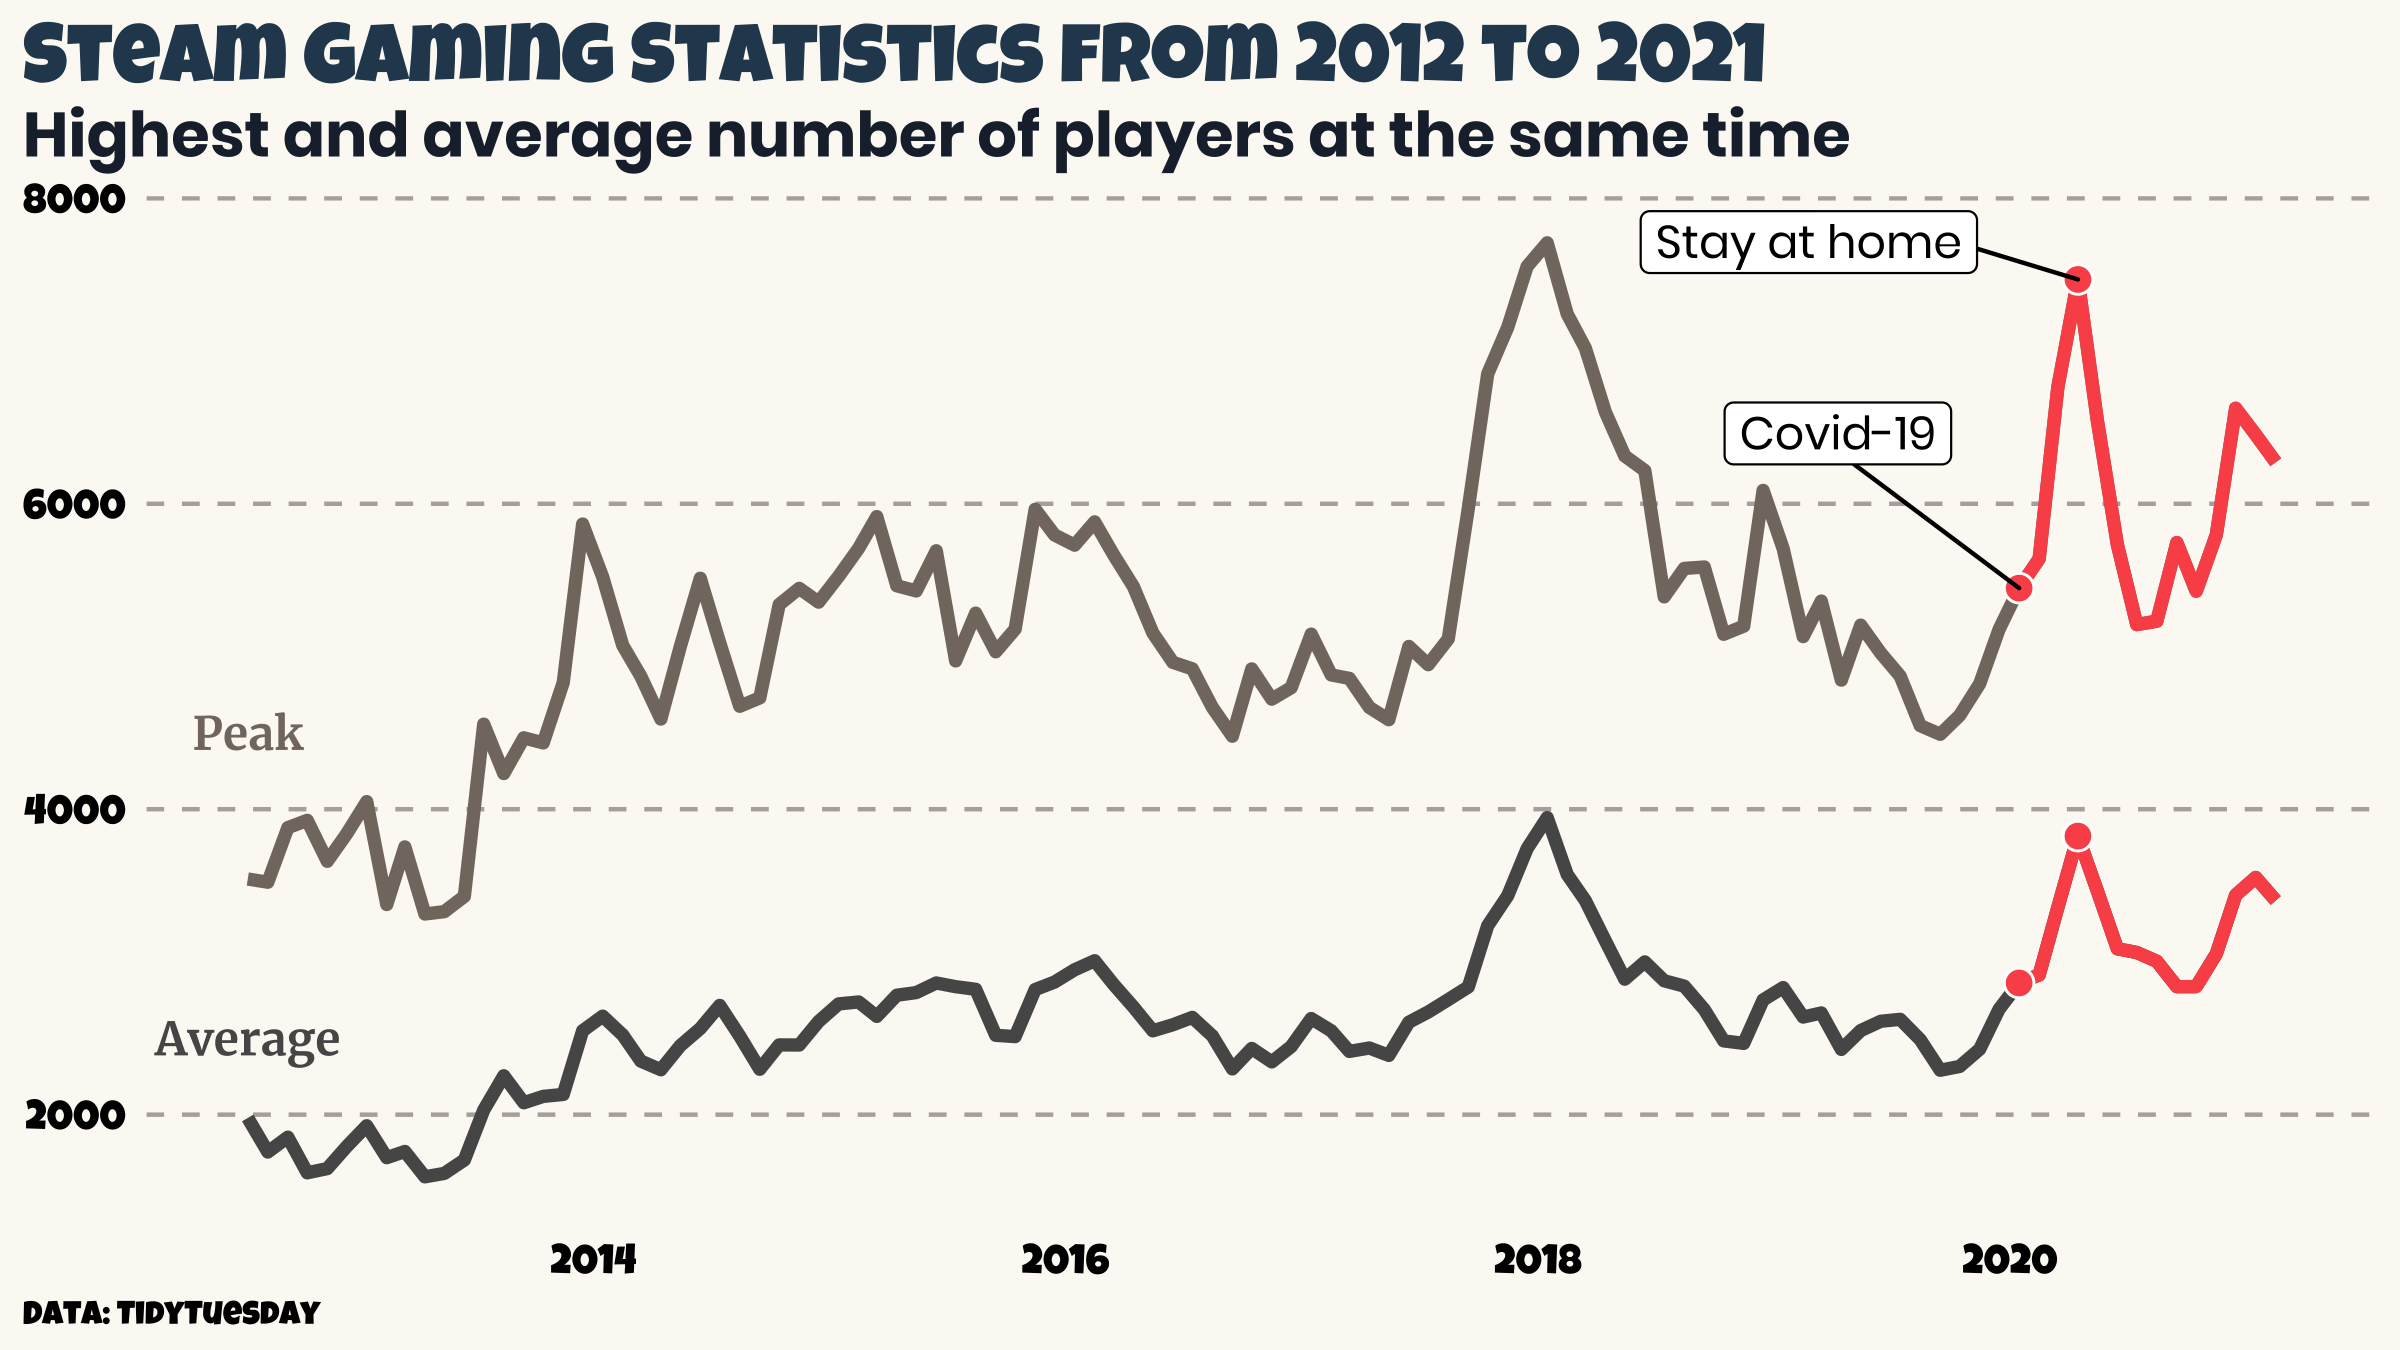 STeAm GAminG STATISTICS FRom 2012 TO 2021
Highest and average number of players at the same time
8000
Stay at home
Covid-19
6000
Peak
4000
Average
2000
2014 2016 2018 2020
DATA: TIDYTUeSDAY